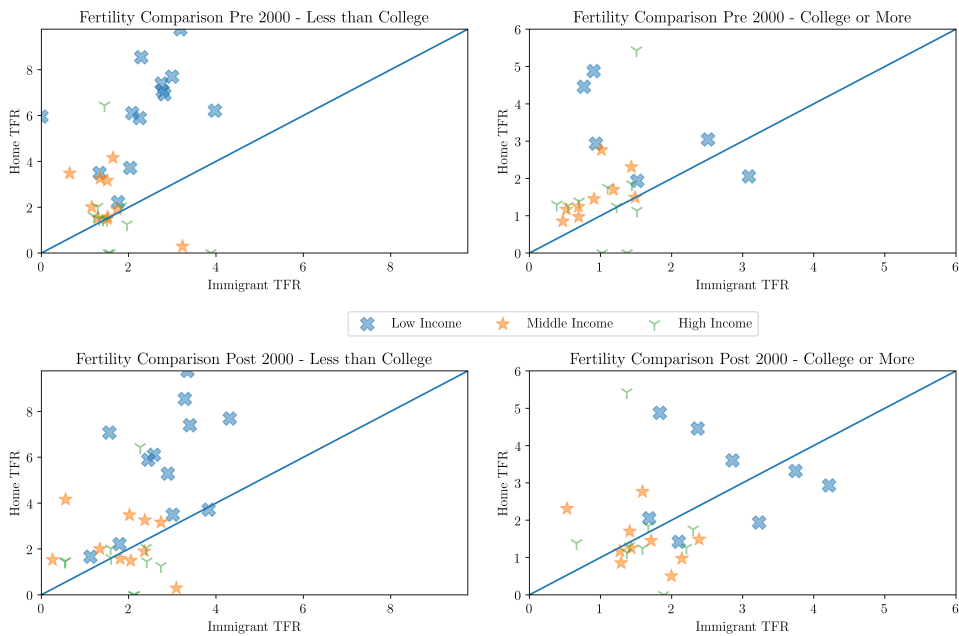 Fertility Comparison Pre 2000 - Less than College
Home TFR
8
6
4
2
0
0 2 4 6 8
Immigrant TFR
Fertility Comparison Pre 2000 - College or More
Home TFR
6
5
4
3
2
1
0
0 1 2 3 4 5 6
Immigrant TFR
Low Income Middle Income High Income
Fertility Comparison Post 2000 - Less than College
Home TFR
8
6
4
2
0
0 2 4 6 8
Immigrant TFR
Fertility Comparison Post 2000 - College or More
Home TFR
6
5
4
3
2
1
0
0 1 2 3 4 5 6
Immigrant TFR